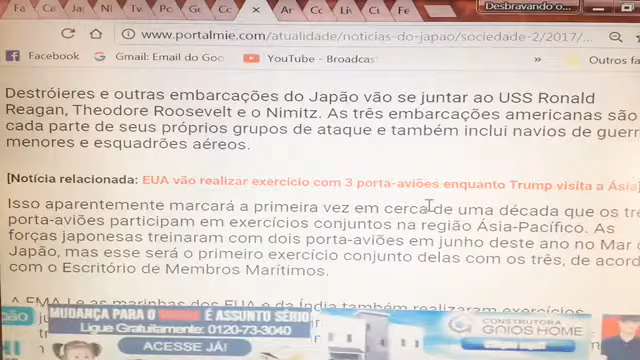 Desbravando o...
www.portalmie.com/atualidade/noticias-do-japao/sociedade-2/2017/...
Facebook
Gmail: Email do Goo
YouTube - Broadcast
»
Outros fa
Destróieres e outras embarcações do Japão vão se juntar ao USS Ronald
Reagan, Theodore Roosevelt e o Nimitz. As três embarcações americanas são
cada parte de seus próprios grupos de ataque e também inclui navios de guerr
menores e esquadrões aéreos.
[Notícia relacionada: EUA vão realizar exercício com 3 porta-aviões enquanto Trump visita a Ásia]
Isso aparentemente marcará a primeira vez em cerca de uma década que os trê
porta-aviões participam em exercícios conjuntos na região Ásia-Pacífico. As
forças japonesas treinaram com dois porta-aviões em junho deste ano no Mar d
Japão, mas esse será o primeiro exercício conjunto delas com os três, de acord
com o Escritório de Membros Marítimos.
MUDANÇA PARA O É ASSUNTO SÉRIO
Ligue Gratuitamente: 0120-73-3040
ACESSE JÁ!
CONSTRUTORA
GOIOS HOME